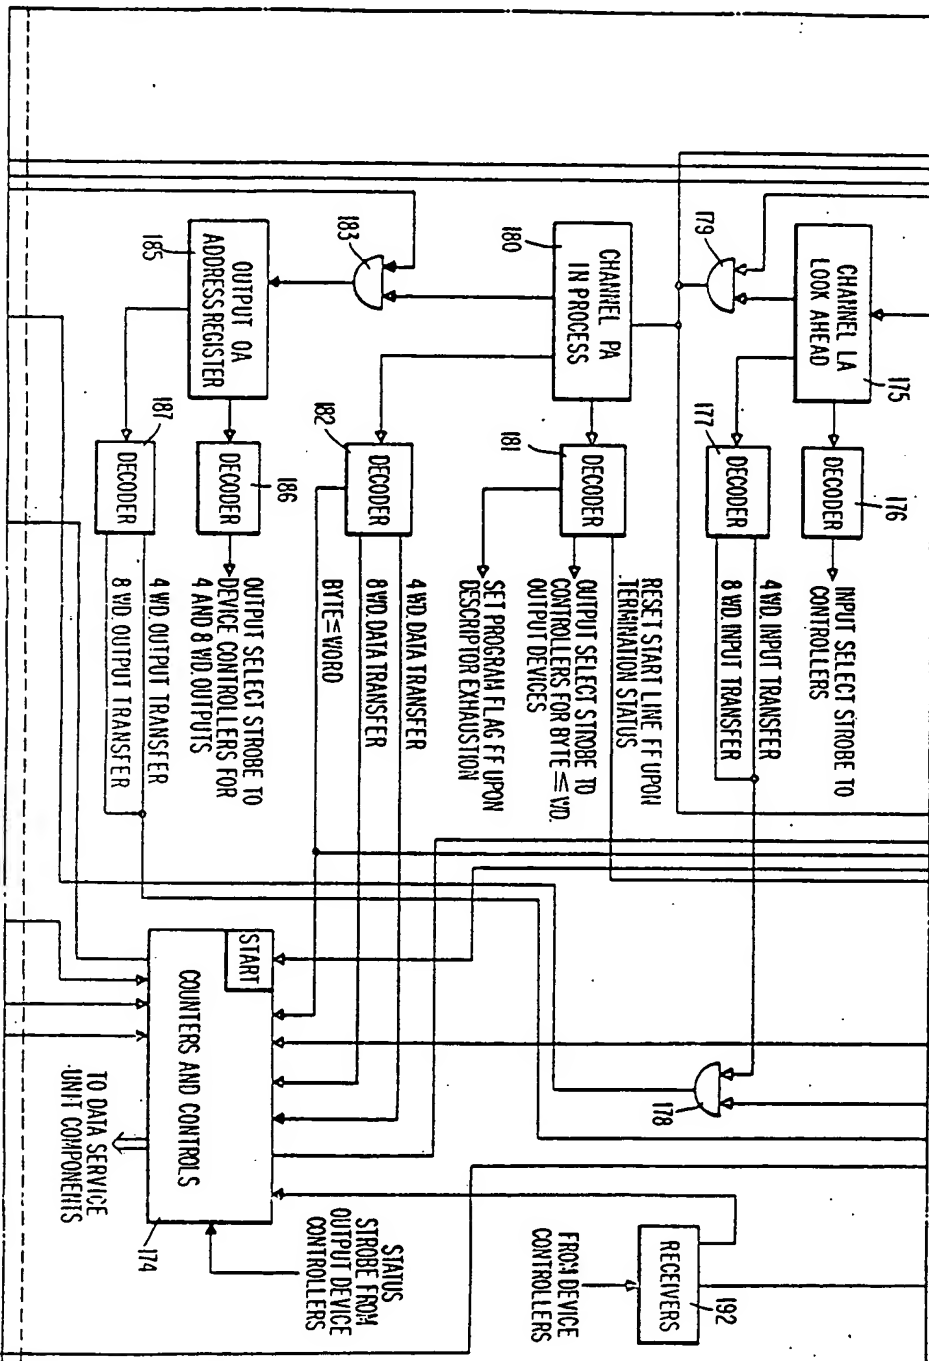 CHANNEL LA
LOOK AHEAD
175
DECODER
176
INPUT SELECT STROBE TO
CONTROLLERS
179
DECODER
177
4 WD. INPUT TRANSFER
8 WD. INPUT TRANSFER
178
CHANNEL PA
IN PROCESS
180
DECODER
181
RESET START LINE FF UPON
TERMINATION STATUS
OUTPUT SELECT STROBE TO
CONTROLLERS FOR BYTE ≤ WD.
OUTPUT DEVICES
SET PROGRAM FLAG FF UPON
DESCRIPTOR EXHAUSTION
DECODER
182
4 WD. DATA TRANSFER
8 WD. DATA TRANSFER
BYTE ≤ WORD
183
OUTPUT OA
ADDRESS REGISTER
185
DECODER
186
OUTPUT SELECT STROBE TO
DEVICE CONTROLLERS FOR
4 AND 8 WD. OUTPUTS
DECODER
187
4 WD. OUTPUT TRANSFER
8 WD. OUTPUT TRANSFER
START
COUNTERS AND CONTROLS
174
TO DATA SERVICE
UNIT COMPONENTS
STATUS
STROBE FROM
OUTPUT DEVICE
CONTROLLERS
RECEIVERS
192
FROM DEVICE
CONTROLLERS